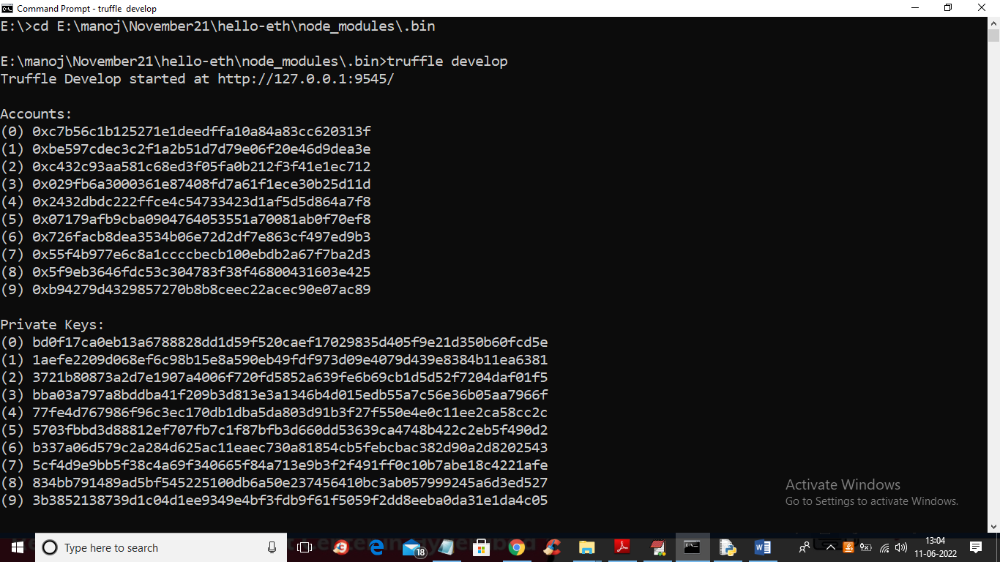 Command Prompt - truffle develop
E:\>cd E:\manoj\November21\hello-eth\node_modules\.bin
E:\manoj\November21\hello-eth\node_modules\.bin>truffle develop
Truffle Develop started at http://127.0.0.1:9545/
Accounts:
(0) 0xc7b56c1b125271e1deedffa10a84a83cc620313f
(1) 0xbe597cdec3c2f1a2b51d7d79e06f20e46d9dea3e
(2) 0xc432c93aa581c68ed3f05fa0b212f3f41e1ec712
(3) 0x029fb6a3000361e87408fd7a61f1ece30b25d11d
(4) 0x2432dbdc222ffce4c54733423d1af5d5d864a7f8
(5) 0x07179afb9cba0904764053551a70081ab0f70ef8
(6) 0x726facb8dea3534b06e72d2df7e863cf497ed9b3
(7) 0x55f4b977e6c8a1ccccbecb100ebdb2a67f7ba2d3
(8) 0x5f9eb3646fdc53c304783f38f46800431603e425
(9) 0xb94279d4329857270b8b8ceec22acec90e07ac89
Private Keys:
(0) bd0f17ca0eb13a6788828dd1d59f520caef17029835d405f9e21d350b60fcd5e
(1) 1aefe2209d068ef6c98b15e8a590eb49fdf973d09e4079d439e8384b11ea6381
(2) 3721b80873a2d7e1907a4006f720fd5852a639fe6b69cb1d5d52f7204daf01f5
(3) bba03a797a8bddba41f209b3d813e3a1346b4d015edb55a7c56e36b05aa7966f
(4) 77fe4d767986f96c3ec170db1dba5da803d91b3f27f550e4e0c11ee2ca58cc2c
(5) 5703fbbd3d88812ef707fb7c1f87bfb3d660dd53639ca4748b422c2eb5f490d2
(6) b337a06d579c2a284d625ac11eaec730a81854cb5febcbac382d90a2d8202543
(7) 5cf4d9e9bb5f38c4a69f340665f84a713e9b3f2f491ff0c10b7abe18c4221afe
(8) 834bb791489ad5bf545225100db6a50e237456410bc3ab057999245a6d3ed527
(9) 3b3852138739d1c04d1ee9349e4bf3fdb9f61f5059f2dd8eeba0da31e1da4c05
Activate Windows
Go to Settings to activate Windows.
Type here to search
18
13:04
11-06-2022